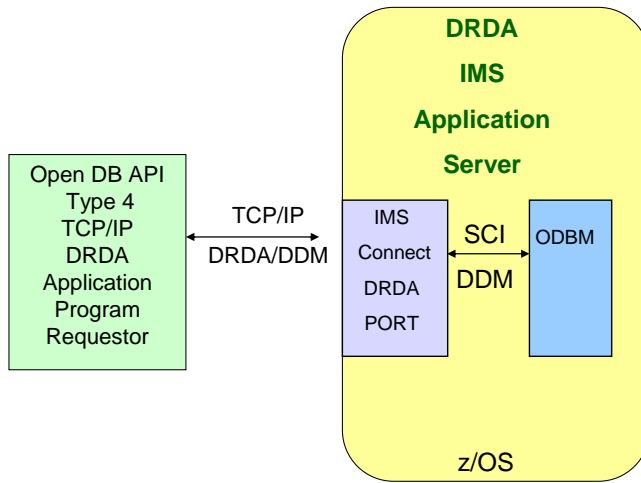 DRDA
IMS
Application
Server
Open DB API
Type 4
TCP/IP
DRDA
Application
Program
Requestor
TCP/IP
DRDA/DDM
IMS
Connect
DRDA
PORT
SCI
DDM
ODBM
z/OS